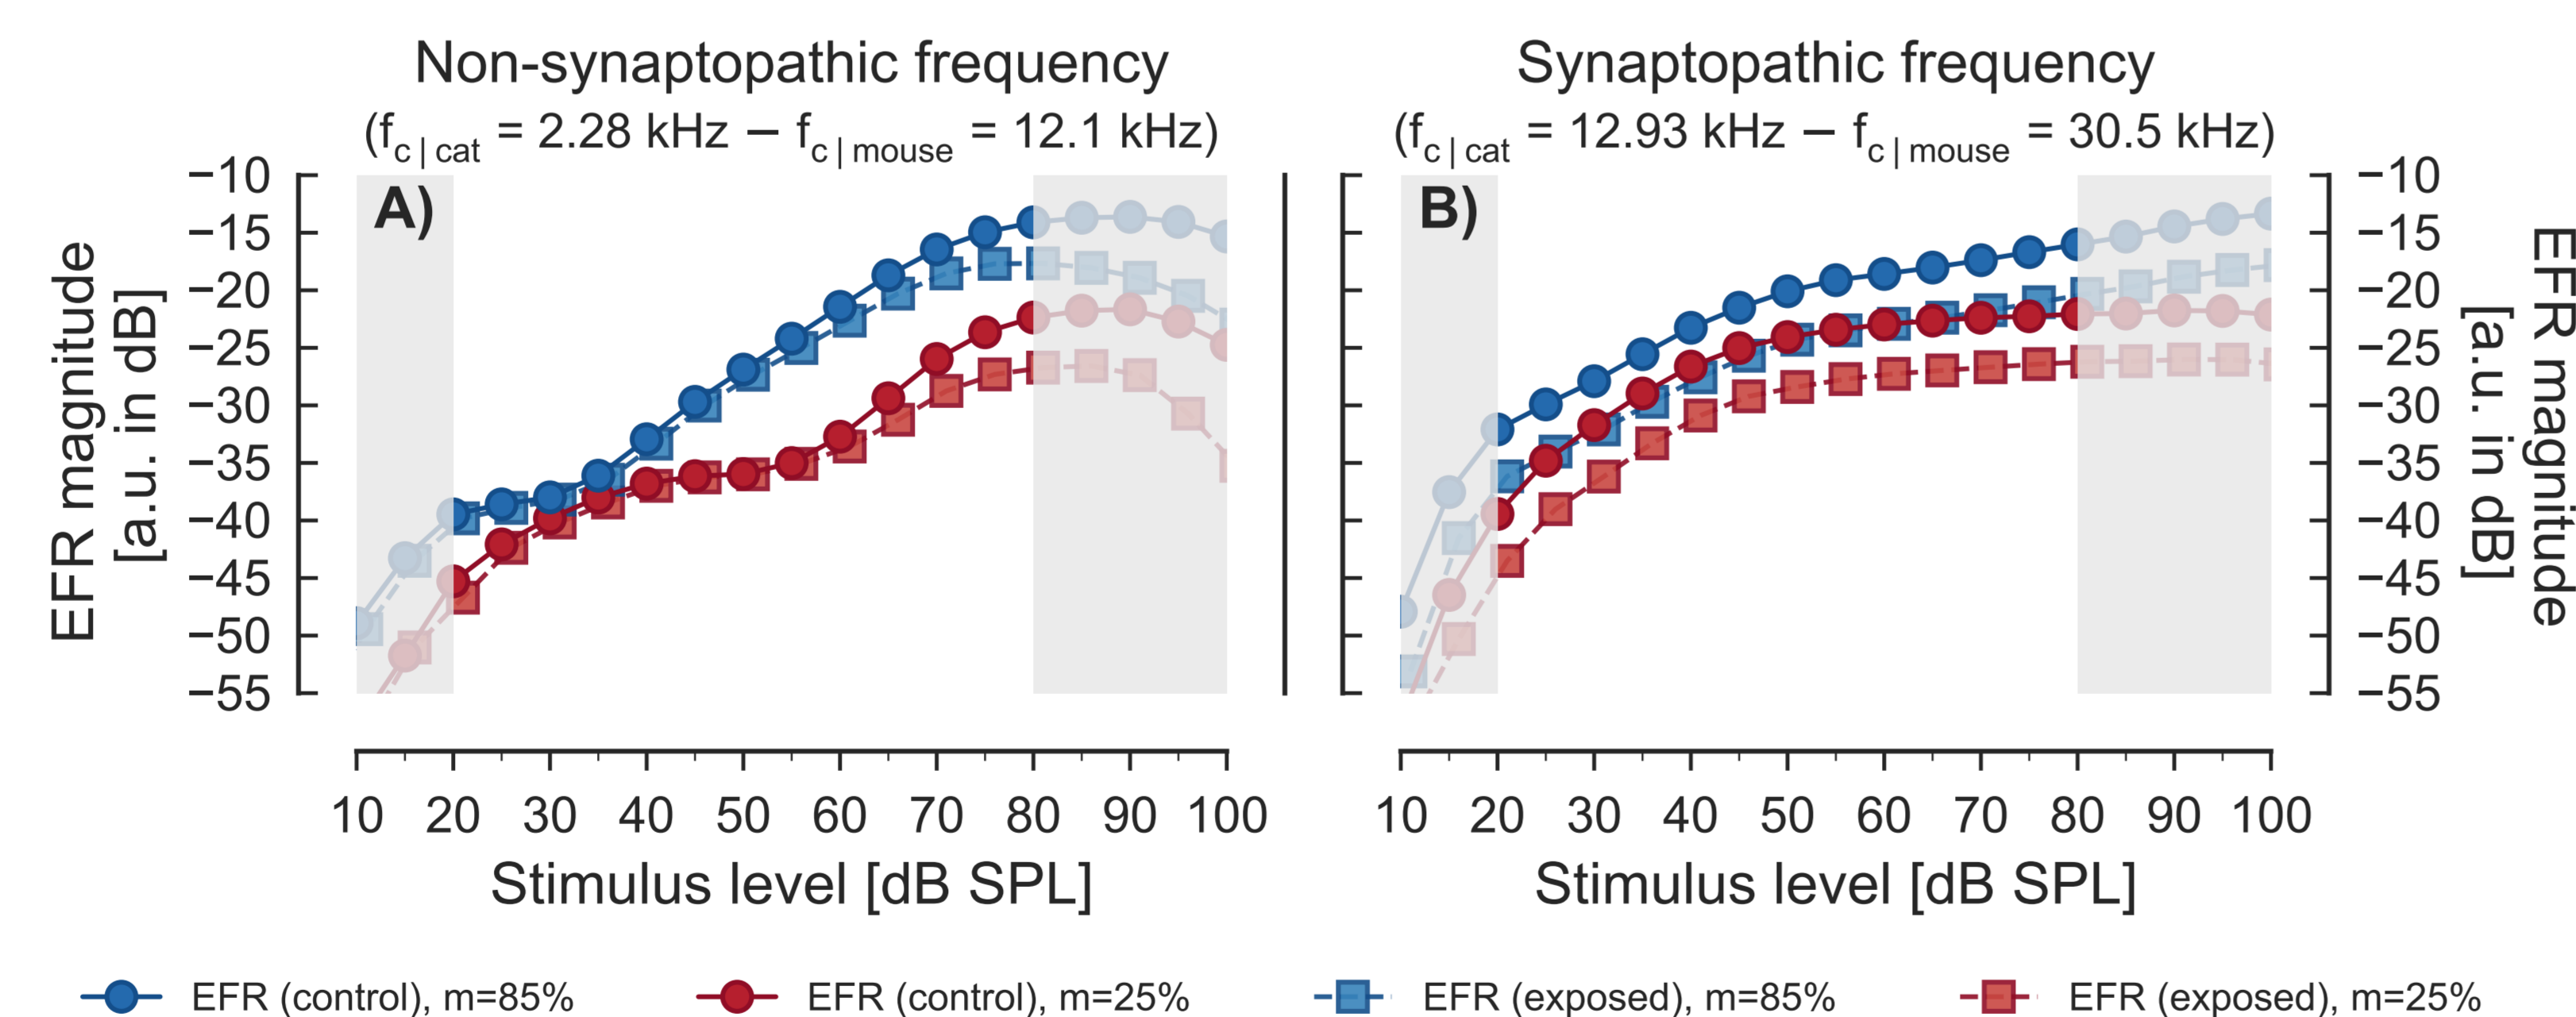 Non-synaptopathic frequency
(fc|cat = 2.28 kHz − fc|mouse = 12.1 kHz)
Synaptopathic frequency
(fc|cat = 12.93 kHz − fc|mouse = 30.5 kHz)
A)
B)
EFR magnitude
[a.u. in dB]
−10
−15
−20
−25
−30
−35
−40
−45
−50
−55
−10
−15
−20
−25
−30
−35
−40
−45
−50
−55
EFR magnitude
[a.u. in dB]
10 20 30 40 50 60 70 80 90 100
10 20 30 40 50 60 70 80 90 100
Stimulus level [dB SPL]
Stimulus level [dB SPL]
EFR (control), m=85%
EFR (control), m=25%
EFR (exposed), m=85%
EFR (exposed), m=25%